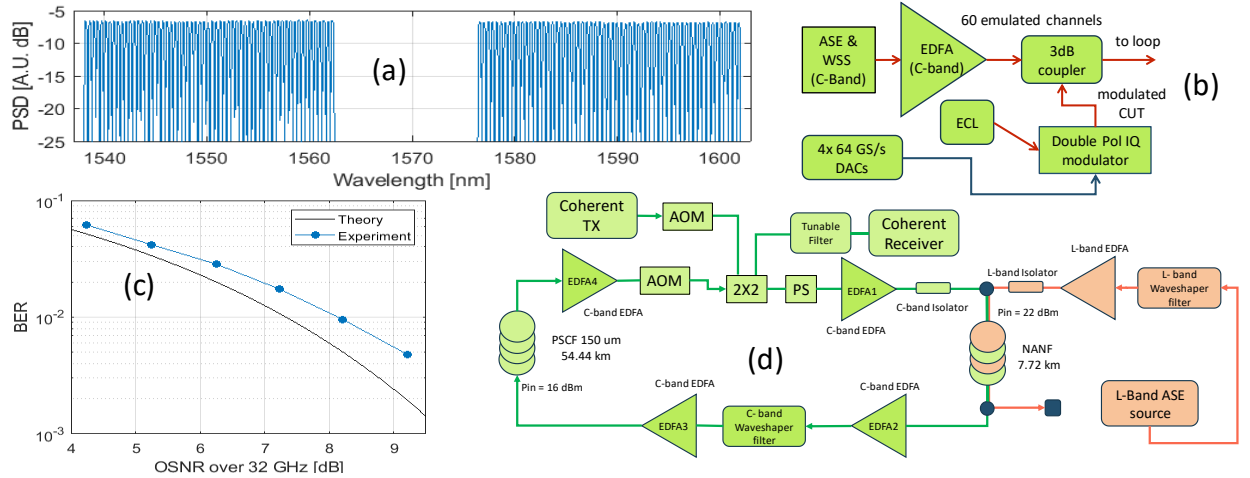 -5
-10
-15
-20
-25
PSD [A.U. dB]
(a)
1540
1550
1560
1570
1580
1590
1600
Wavelength [nm]
60 emulated channels
ASE &
WSS
(C-Band)
EDFA
(C-band)
3dB
coupler
to loop
(b)
modulated
CUT
ECL
Double Pol IQ
modulator
4x 64 GS/s
DACs
10-1
10-2
10-3
BER
Theory
Experiment
(c)
4
5
6
7
8
9
OSNR over 32 GHz [dB]
Coherent
TX
AOM
Tunable
Filter
Coherent
Receiver
EDFA4
C-band EDFA
AOM
2X2
PS
EDFA1
C-band EDFA
C-band Isolator
L-band Isolator
L-band EDFA
L- band
Waveshaper
filter
Pin = 22 dBm
PSCF 150 um
54.44 km
(d)
NANF
7.72 km
Pin = 16 dBm
C-band EDFA
EDFA3
C- band
Waveshaper
filter
C-band EDFA
EDFA2
L-Band ASE
source